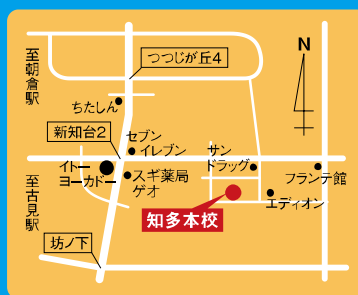 至朝倉駅
つつじが丘4
N
ちたしん
新知台2
セブン
イレブン
サン
ドラッグ
イトー
ヨーカドー
スギ薬局
ゲオ
フランテ館
エディオン
至古見駅
知多本校
坊ノ下